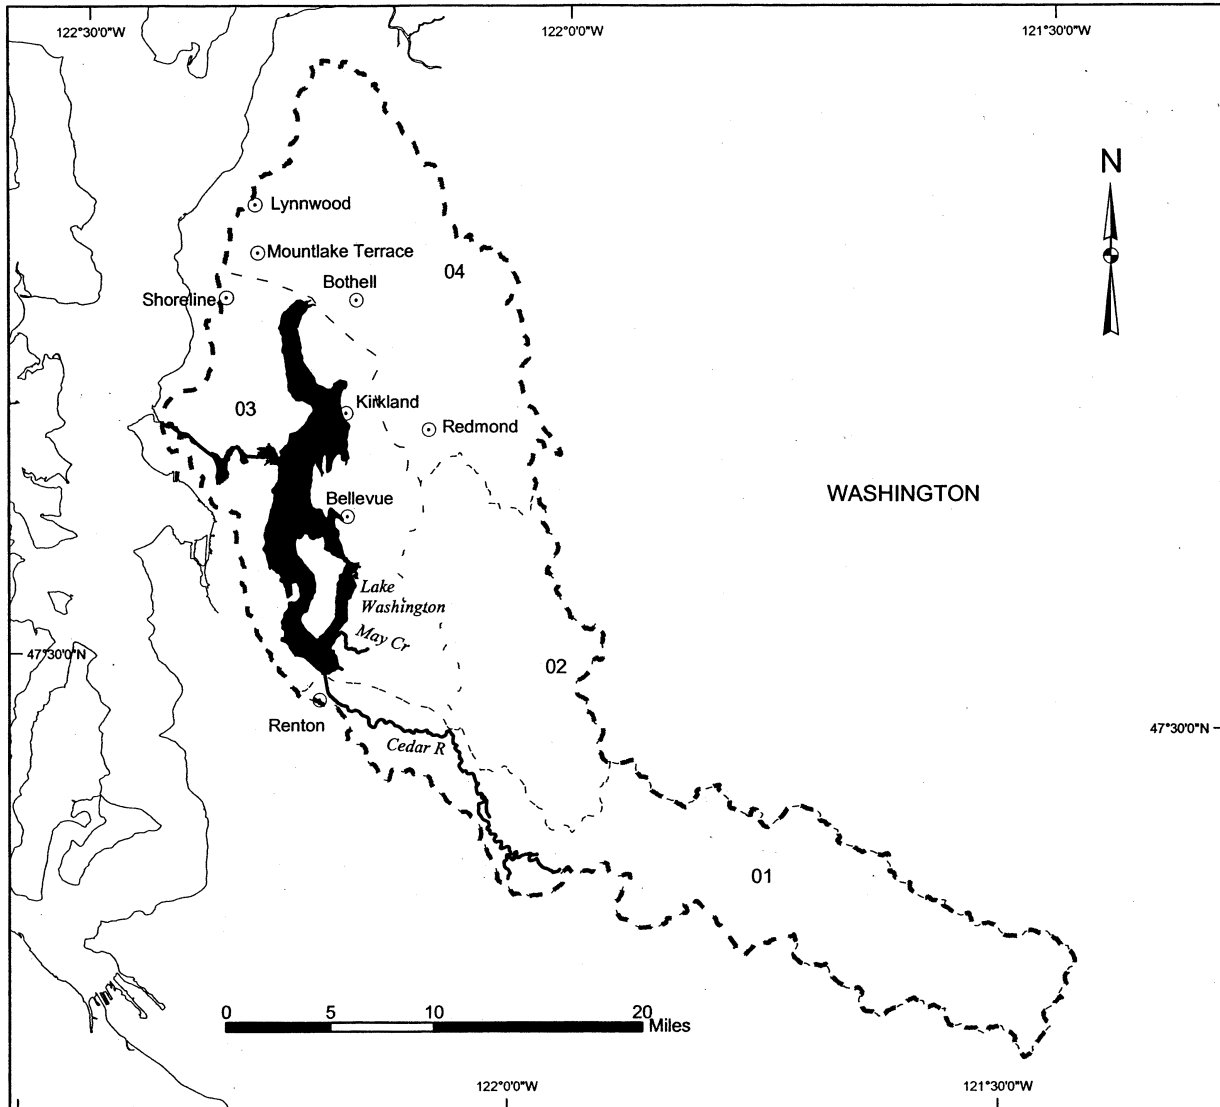 122°30'0"W
122°0'0"W
121°30'0"W
N
Lynnwood
Mountlake Terrace
04
Bothell
Shoreline
Kirkland
03
Redmond
WASHINGTON
Bellevue
Lake
Washington
May Cr
47°30'0"N
02
Renton
47°30'0"N
Cedar R
01
0 5 10 20
Miles
122°0'0"W
121°30'0"W